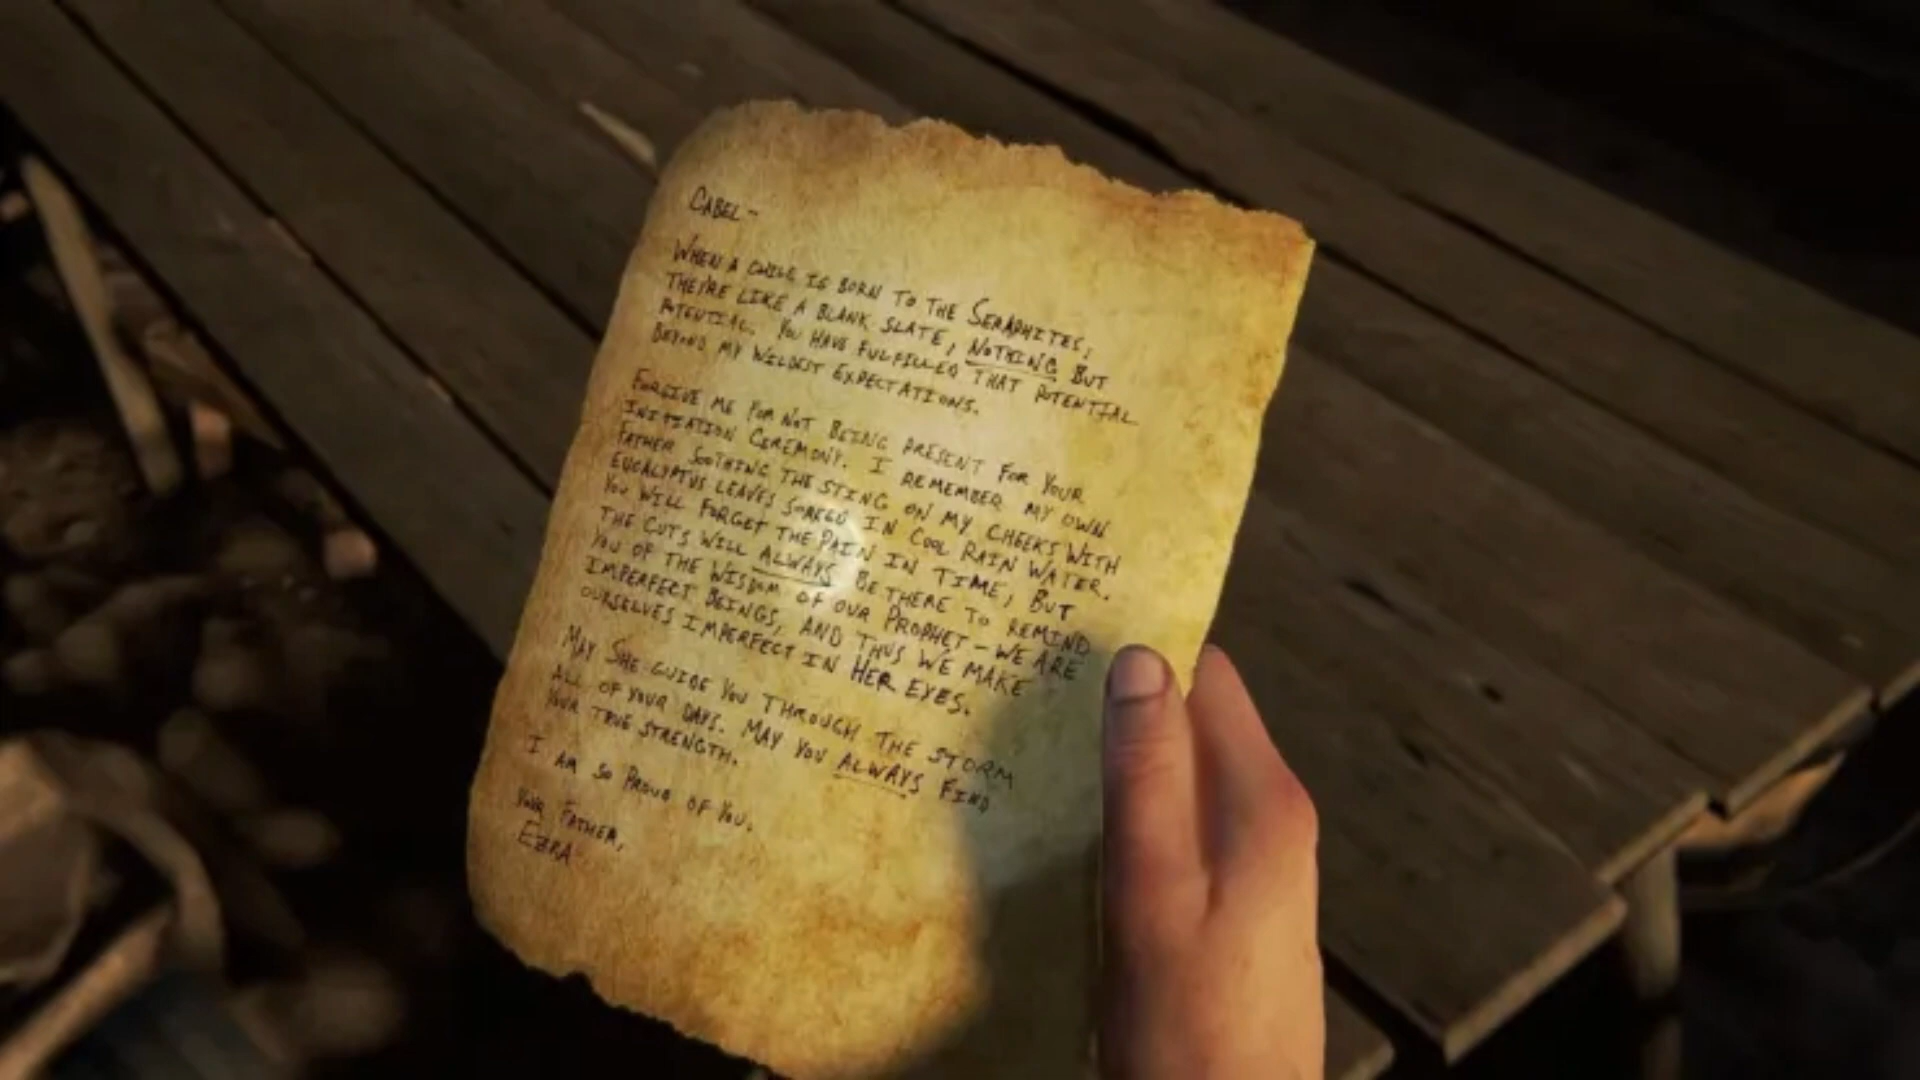 CABEL-
WHEN A CHILD IS BORN TO THE SERAPHITES,
THEY'RE LIKE A BLANK SLATE, NOTHING BUT
POTENTIAL. YOU HAVE FULFILLED THAT POTENTIAL
BEYOND MY WILDEST EXPECTATIONS.
FORGIVE ME FOR NOT BEING PRESENT FOR YOUR
INITIATION CEREMONY. I REMEMBER MY OWN
FATHER SOOTHING THE STING ON MY CHEEKS WITH
EUCALYPTUS LEAVES SOAKED IN COOL RAIN WATER.
YOU WILL FORGET THE PAIN IN TIME, BUT
THE CUTS WILL ALWAYS BE THERE TO REMIND
YOU OF THE WISDOM OF OUR PROPHET - WE ARE
IMPERFECT BEINGS, AND THUS WE MAKE
OURSELVES IMPERFECT IN HER EYES.
MAY SHE GUIDE YOU THROUGH THE STORM
ALL OF YOUR DAYS. MAY YOU ALWAYS FIND
YOUR TRUE STRENGTH.
I AM SO PROUD OF YOU.
YOUR FATHER,
EZRA